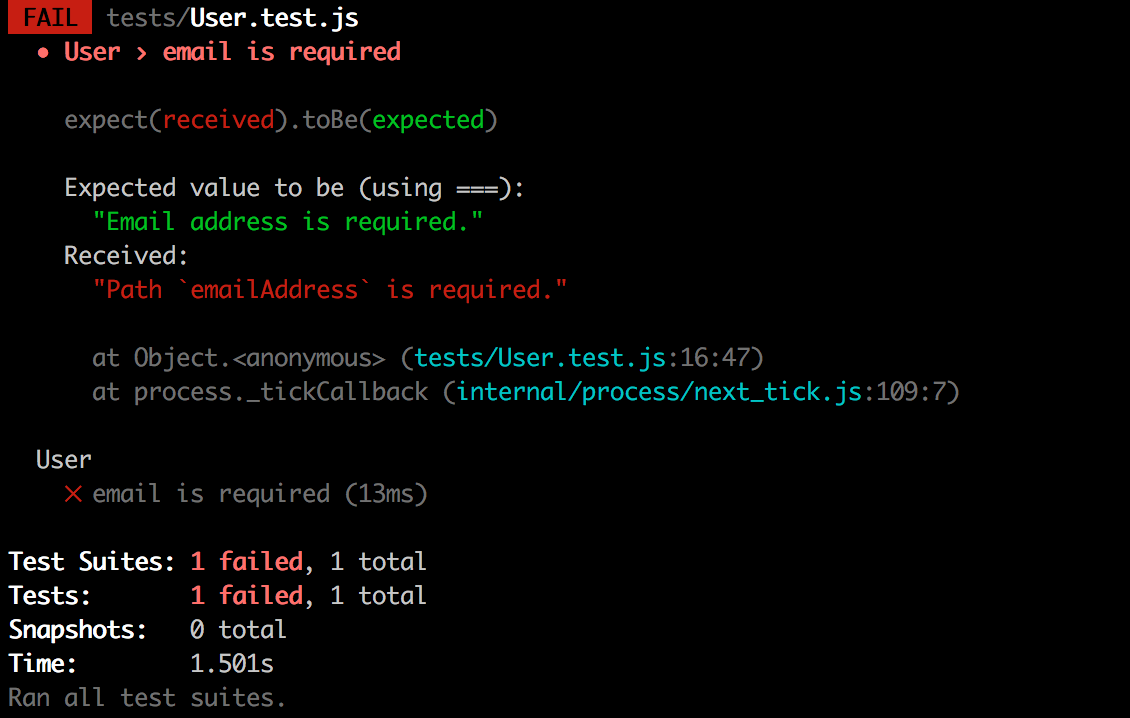 FAIL tests/User.test.js
● User › email is required
expect(received).toBe(expected)
Expected value to be (using ===):
"Email address is required."
Received:
"Path `emailAddress` is required."
at Object.<anonymous> (tests/User.test.js:16:47)
at process._tickCallback (internal/process/next_tick.js:109:7)
User
✕ email is required (13ms)
Test Suites: 1 failed, 1 total
Tests: 1 failed, 1 total
Snapshots: 0 total
Time: 1.501s
Ran all test suites.